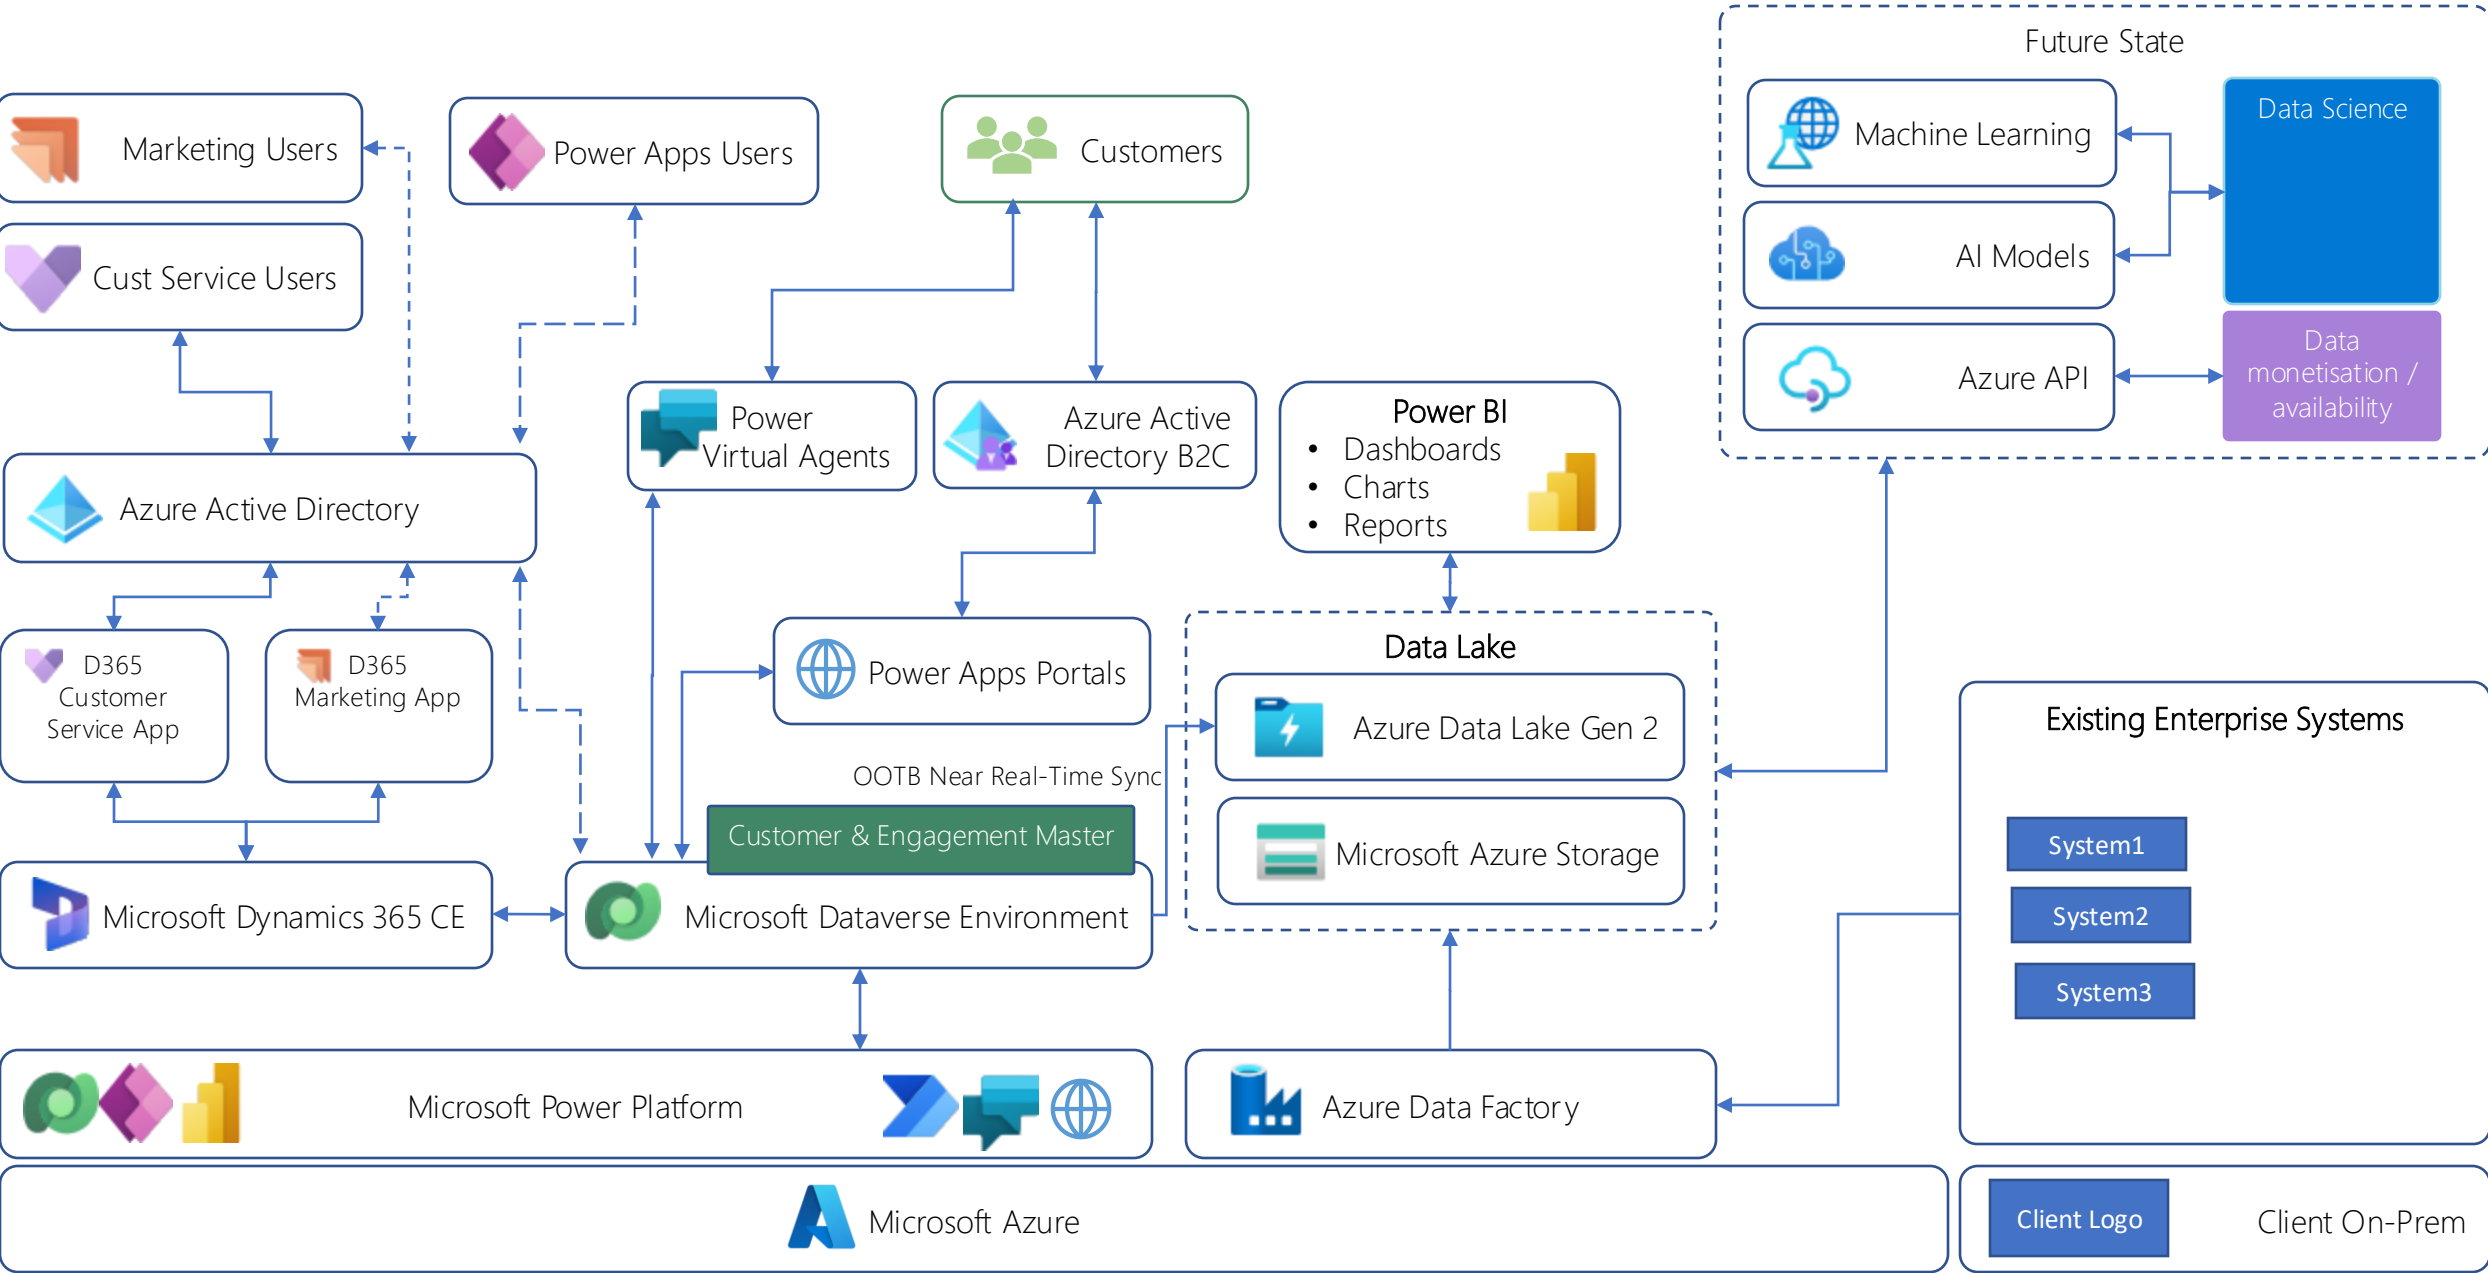 Future State
Marketing Users
Power Apps Users
Customers
Machine Learning
Data Science
Cust Service Users
AI Models
Azure API
Data
monetisation /
availability
Power
Virtual Agents
Azure Active
Directory B2C
Power BI
• Dashboards
• Charts
• Reports
Azure Active Directory
D365
Customer
Service App
D365
Marketing App
Power Apps Portals
Data Lake
Azure Data Lake Gen 2
Microsoft Azure Storage
OOTB Near Real-Time Sync
Customer & Engagement Master
Microsoft Dynamics 365 CE
Microsoft Dataverse Environment
Existing Enterprise Systems
System1
System2
System3
Microsoft Power Platform
Azure Data Factory
Microsoft Azure
Client Logo
Client On-Prem